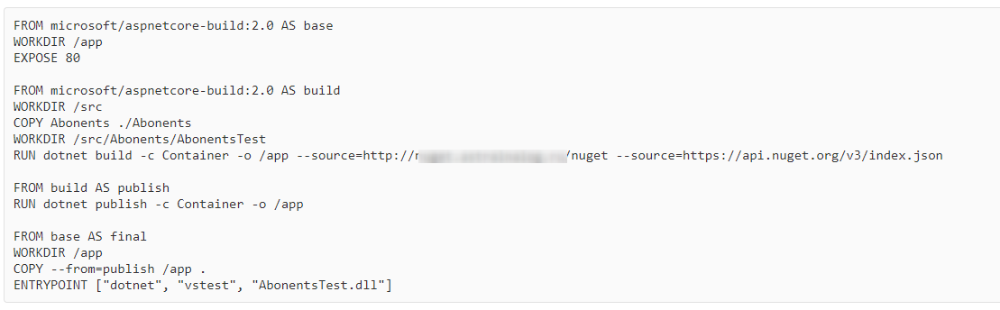 FROM microsoft/aspnetcore-build:2.0 AS base
WORKDIR /app
EXPOSE 80
FROM microsoft/aspnetcore-build:2.0 AS build
WORKDIR /src
COPY Abonents ./Abonents
WORKDIR /src/Abonents/AbonentsTest
RUN dotnet build -c Container -o /app --source=http:// /nuget --source=https://api.nuget.org/v3/index.json
FROM build AS publish
RUN dotnet publish -c Container -o /app
FROM base AS final
WORKDIR /app
COPY --from=publish /app .
ENTRYPOINT ["dotnet", "vstest", "AbonentsTest.dll"]